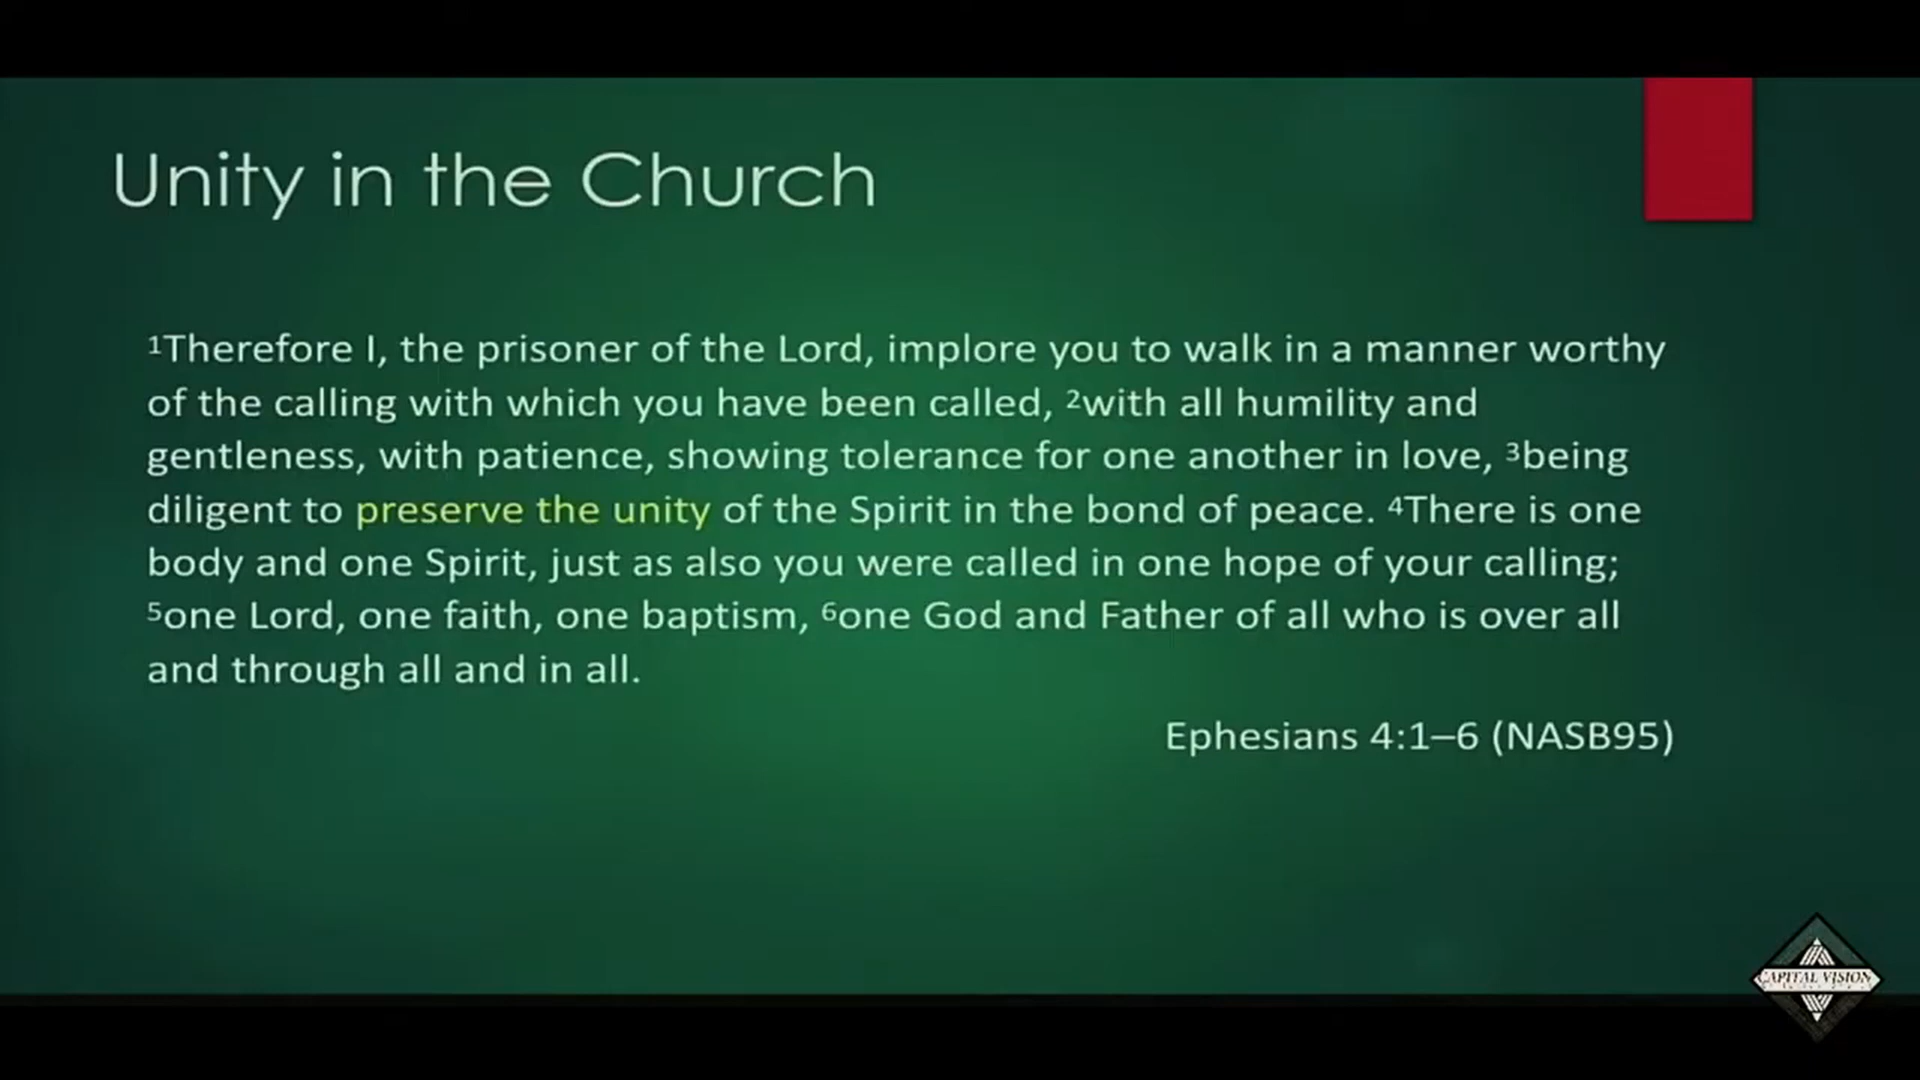 Unity in the Church
¹Therefore I, the prisoner of the Lord, implore you to walk in a manner worthy
of the calling with which you have been called, ²with all humility and
gentleness, with patience, showing tolerance for one another in love, ³being
diligent to preserve the unity of the Spirit in the bond of peace. ⁴There is one
body and one Spirit, just as also you were called in one hope of your calling;
⁵one Lord, one faith, one baptism, ⁶one God and Father of all who is over all
and through all and in all.
Ephesians 4:1–6 (NASB95)
CAPITAL VISION